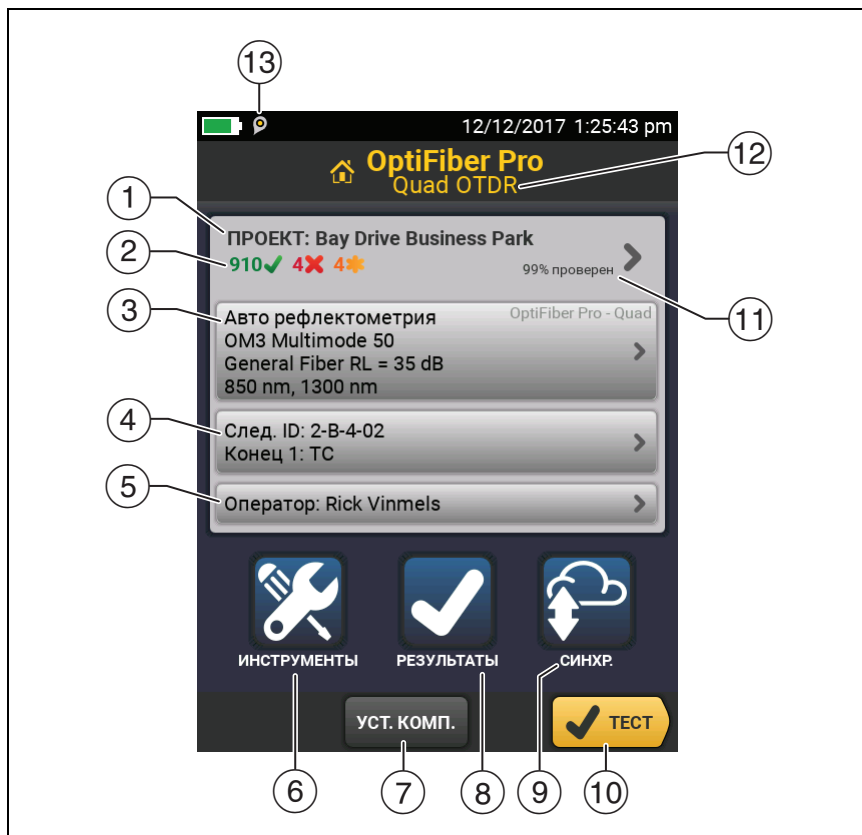 13
12/12/2017 1:25:43 pm
OptiFiber Pro
Quad OTDR
12
1
ПРОЕКТ: Bay Drive Business Park
2
910 4 4
99% проверен
11
3
Авто рефлектометрия
OptiFiber Pro - Quad
OM3 Multimode 50
General Fiber RL = 35 dB
850 nm, 1300 nm
4
След. ID: 2-B-4-02
Конец 1: TC
5
Оператор: Rick Vinmels
ИНСТРУМЕНТЫ
РЕЗУЛЬТАТЫ
СИНХР.
УСТ. КОМП.
ТЕСТ
6
7
8
9
10